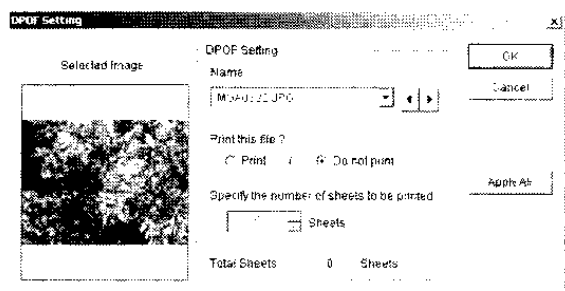 DPOF Setting
Selected Image
DPOF Setting
Name
OK
Cancel
Print this file ?
Print
Do not print
Apply All
Specify the number of sheets to be printed
Sheets
Total Sheets 0 Sheets